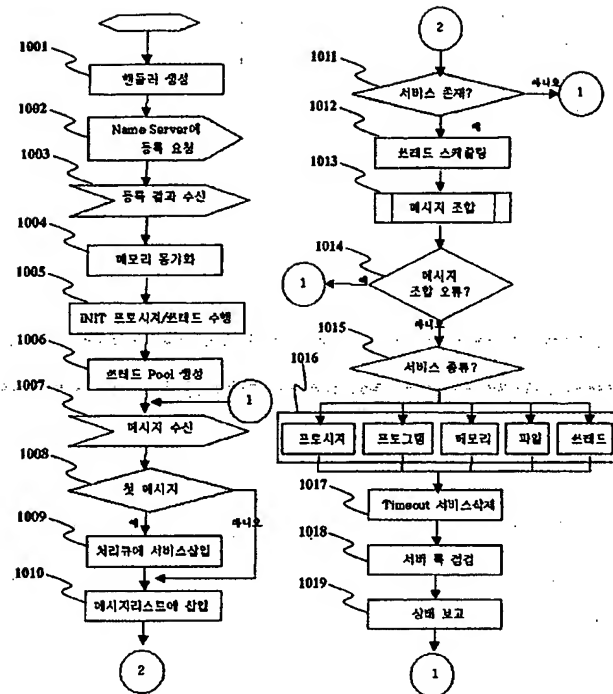 1001
핸들러 생성
1002
Name Server에
등록 요청
1003
등록 결과 수신
1004
메모리 동기화
1005
INIT 프로시저/쓰레드 수행
1006
쓰레드 Pool 생성
1
1007
메시지 수신
1008
첫 메시지
예
아니오
1009
처리큐에 서비스삽입
1010
메시지리스트에 삽입
2
2
1011
서비스 존재?
아니오
1
1012
예
쓰레드 스케줄링
1013
메시지 조합
1014
메시지
조합 오류?
예
1
아니오
1015
서비스 종류?
1016
프로시저
프로그램
메모리
파일
쓰레드
1017
Timeout 서비스삭제
1018
서버 록 점검
1019
상태 보고
1